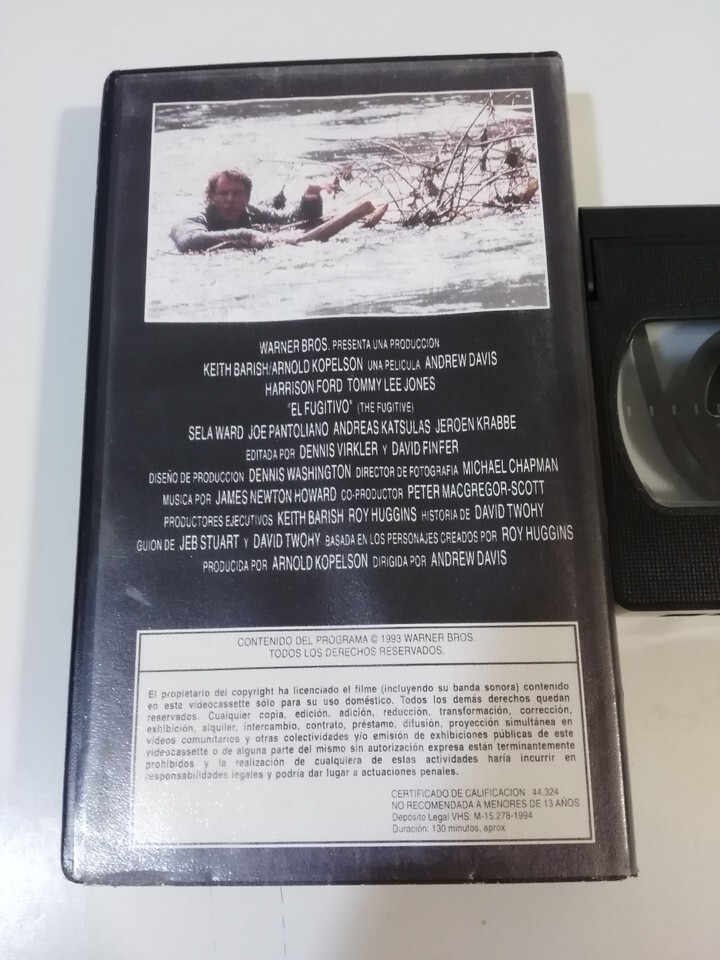 WARNER BROS. PRESENTA UNA PRODUCCION
KEITH BARISH/ARNOLD KOPELSON UNA PELICULA ANDREW DAVIS
HARRISON FORD TOMMY LEE JONES
"EL FUGITIVO" (THE FUGITIVE)
SELA WARD JOE PANTOLIANO ANDREAS KATSULAS JEROEN KRABBE
EDITADA POR DENNIS VIRKLER Y DAVID FINFER
DISEÑO DE PRODUCCION DENNIS WASHINGTON DIRECTOR DE FOTOGRAFIA MICHAEL CHAPMAN
MUSICA POR JAMES NEWTON HOWARD CO-PRODUCTOR PETER MACGREGOR-SCOTT
PRODUCTORES EJECUTIVOS KEITH BARISH ROY HUGGINS HISTORIA DE DAVID TWOHY
GUION DE JEB STUART Y DAVID TWOHY BASADA EN LOS PERSONAJES CREADOS POR ROY HUGGINS
PRODUCIDA POR ARNOLD KOPELSON DIRIGIDA POR ANDREW DAVIS
CONTENIDO DEL PROGRAMA © 1993 WARNER BROS.
TODOS LOS DERECHOS RESERVADOS.
El propietario del copyright ha licenciado el filme (incluyendo su banda sonora) contenido
en este videocassette sólo para su uso doméstico. Todos los demás derechos quedan
reservados. Cualquier copia, edición, adición, reducción, transformación, corrección,
exhibición, alquiler, intercambio, contrato, préstamo, difusión, proyección simultánea en
vídeos comunitarios y otras colectividades y/o emisión de exhibiciones públicas de este
videocassette o de alguna parte del mismo sin autorización expresa están terminantemente
prohibidos y la realización de cualquiera de estas actividades haría incurrir en
responsabilidades legales y podría dar lugar a actuaciones penales.
CERTIFICADO DE CALIFICACION : 44.324
NO RECOMENDADA A MENORES DE 13 AÑOS
Depósito Legal VHS: M-15.278-1994
Duración: 130 minutos, aprox.